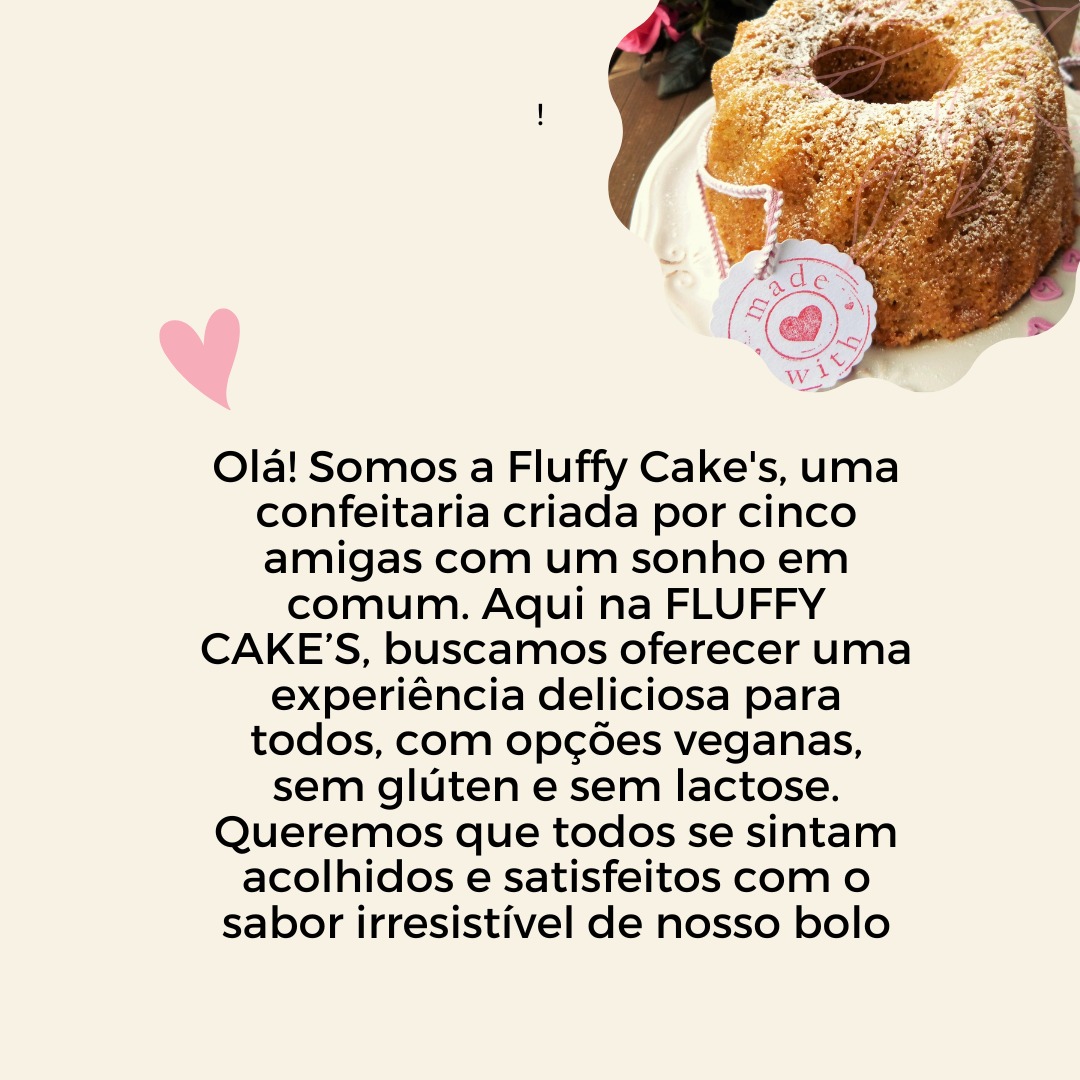 !
made
with
Olá! Somos a Fluffy Cake's, uma
confeitaria criada por cinco
amigas com um sonho em
comum. Aqui na FLUFFY
CAKE’S, buscamos oferecer uma
experiência deliciosa para
todos, com opções veganas,
sem glúten e sem lactose.
Queremos que todos se sintam
acolhidos e satisfeitos com o
sabor irresistível de nosso bolo